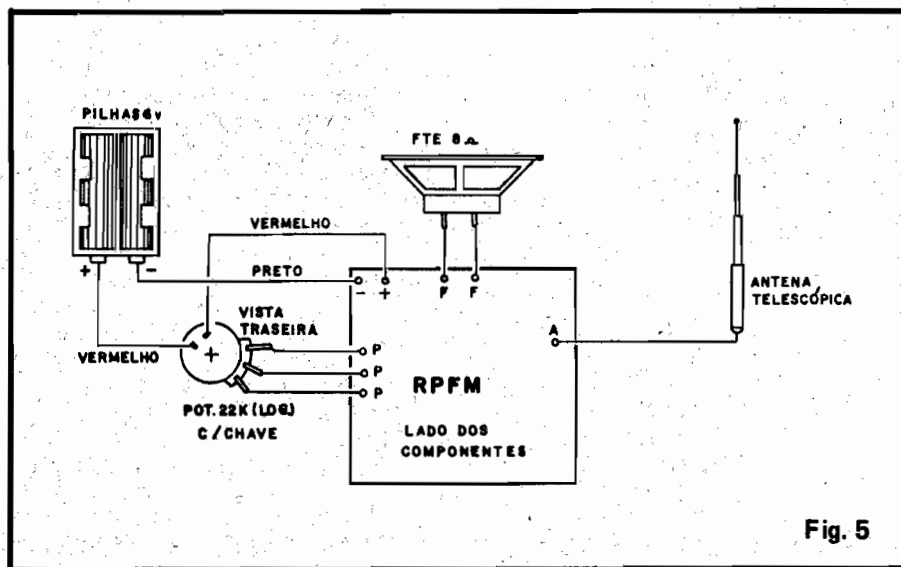 PILHAS 6v
+
-
VERMELHO
PRETO
VERMELHO
VISTA
TRASEIRA
+
POT. 22K (LOG.)
C/CHAVE
FTE 8Ω
-
+
F
F
A
P
P
P
RPFM
LADO DOS
COMPONENTES
ANTENA
TELESCÓPICA
Fig. 5